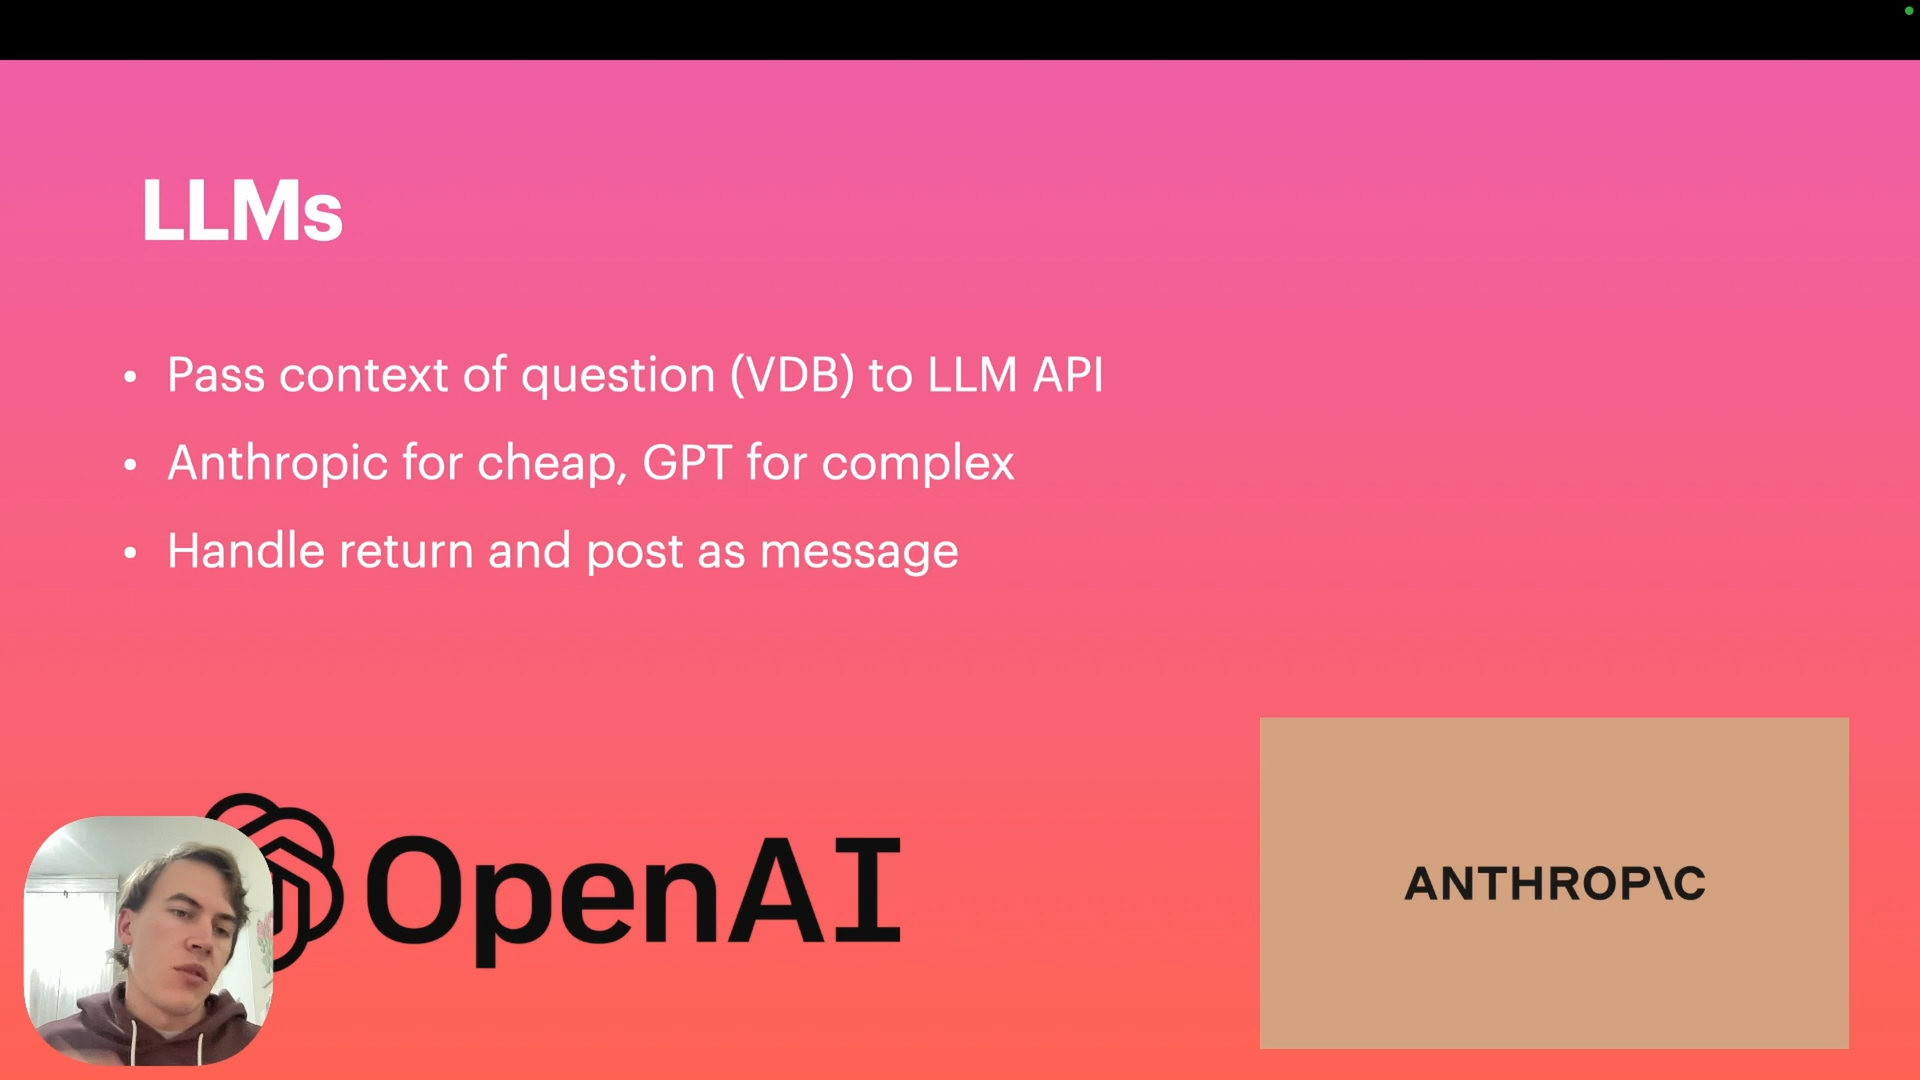 LLMs
• Pass context of question (VDB) to LLM API
• Anthropic for cheap, GPT for complex
• Handle return and post as message
OpenAI
ANTHROP\C